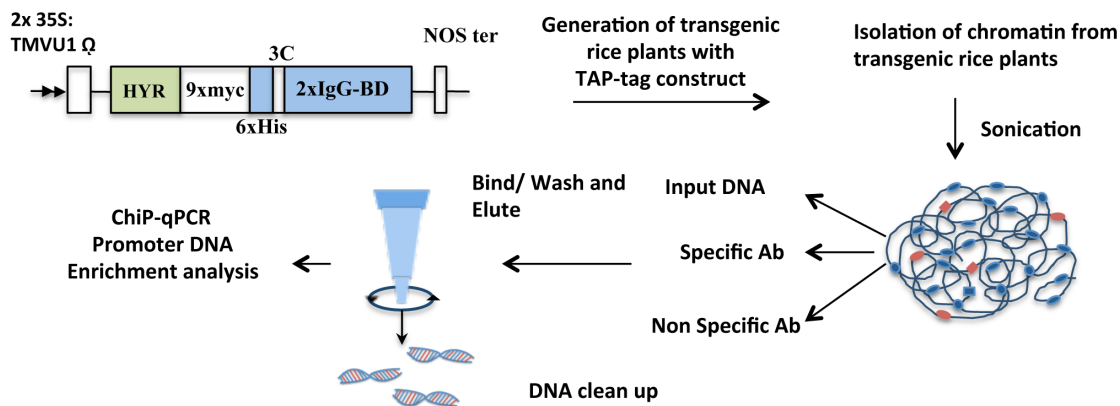 2x 35S:
TMVU1 Ω
HYR
9xmyc
3C
2xIgG-BD
6xHis
NOS ter
Generation of transgenic
rice plants with
TAP-tag construct
Isolation of chromatin from
transgenic rice plants
Sonication
Input DNA
Specific Ab
Non Specific Ab
Bind/ Wash and
Elute
DNA clean up
ChiP-qPCR
Promoter DNA
Enrichment analysis